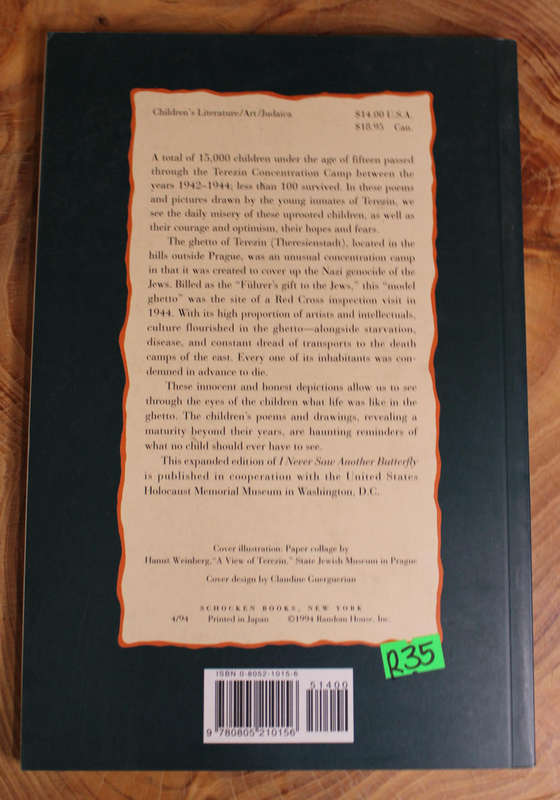 Children's Literature/Art/Judaica $14.00 U.S.A.
$18.95 Can.
A total of 15,000 children under the age of fifteen passed
through the Terezin Concentration Camp between the
years 1942–1944; less than 100 survived. In these poems
and pictures drawn by the young inmates of Terezin, we
see the daily misery of these uprooted children, as well as
their courage and optimism, their hopes and fears.
The ghetto of Terezin (Theresienstadt), located in the
hills outside Prague, was an unusual concentration camp
in that it was created to cover up the Nazi genocide of the
Jews. Billed as the "Führer's gift to the Jews," this "model
ghetto" was the site of a Red Cross inspection visit in
1944. With its high proportion of artists and intellectuals,
culture flourished in the ghetto—alongside starvation,
disease, and constant dread of transports to the death
camps of the east. Every one of its inhabitants was con-
demned in advance to die.
These innocent and honest depictions allow us to see
through the eyes of the children what life was like in the
ghetto. The children's poems and drawings, revealing a
maturity beyond their years, are haunting reminders of
what no child should ever have to see.
This expanded edition of I Never Saw Another Butterfly
is published in cooperation with the United States
Holocaust Memorial Museum in Washington, D.C.
Cover illustration: Paper collage by
Hanuš Weinberg, "A View of Terezin," State Jewish Museum in Prague
Cover design by Claudine Guerguerian
SCHOCKEN BOOKS, NEW YORK
4/94 Printed in Japan ©1994 Random House, Inc.
R35
ISBN 0-8052-1015-6
51400
9 780805 210156